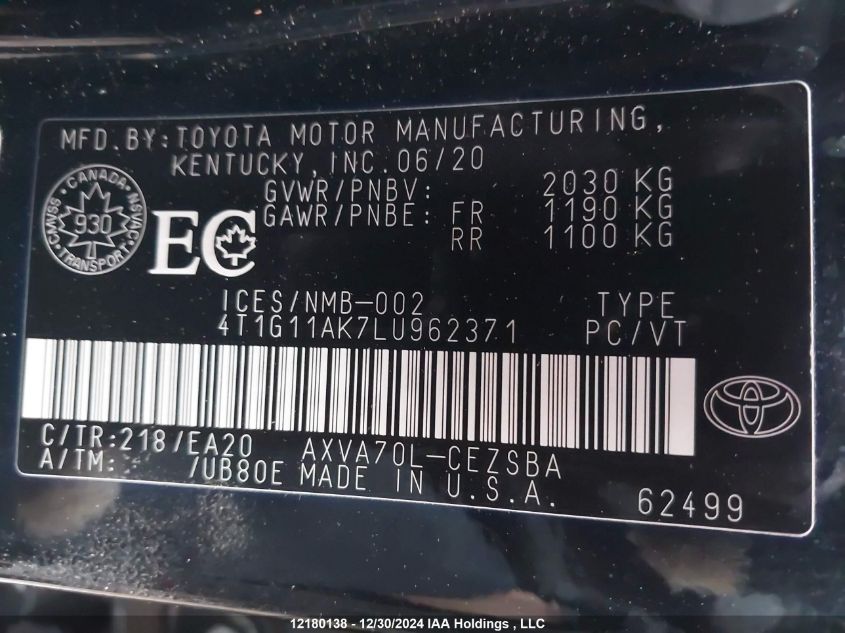 MFD.BY:TOYOTA MOTOR MANUFACTURING,
KENTUCKY,INC.06/20
GVWR/PNBV: 2030 KG
GAWR/PNBE: FR 1190 KG
RR 1100 KG
CANADA
CMVSS 930 NSVAC
TRANSPORT
EC
ICES/NMB-002 TYPE
4T1G11AK7LU962371 PC/VT
C/TR:218/EA20 AXVA70L-CEZSBA
A/TM: /UB80E MADE IN U.S.A.
62499
12180138 - 12/30/2024 IAA Holdings , LLC